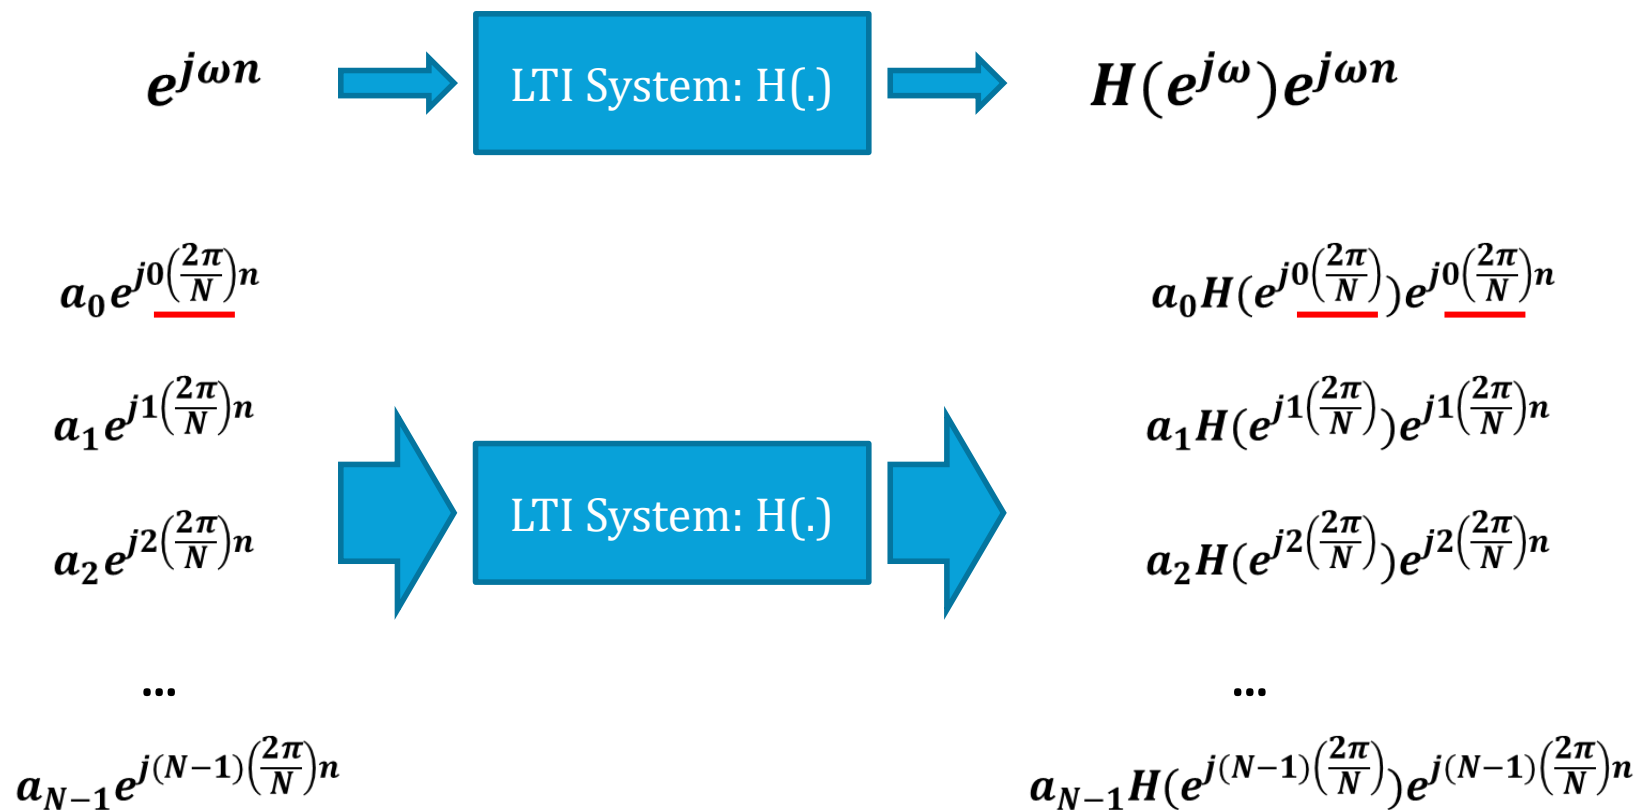 e^{jωn} LTI System: H(.) H(e^{jω})e^{jωn}
a_0 e^{j0(2π/N)n} a_0 H(e^{j0(2π/N)})e^{j0(2π/N)n}
a_1 e^{j1(2π/N)n} a_1 H(e^{j1(2π/N)})e^{j1(2π/N)n}
LTI System: H(.)
a_2 e^{j2(2π/N)n} a_2 H(e^{j2(2π/N)})e^{j2(2π/N)n}
... ...
a_{N−1} e^{j(N−1)(2π/N)n} a_{N−1} H(e^{j(N−1)(2π/N)})e^{j(N−1)(2π/N)n}